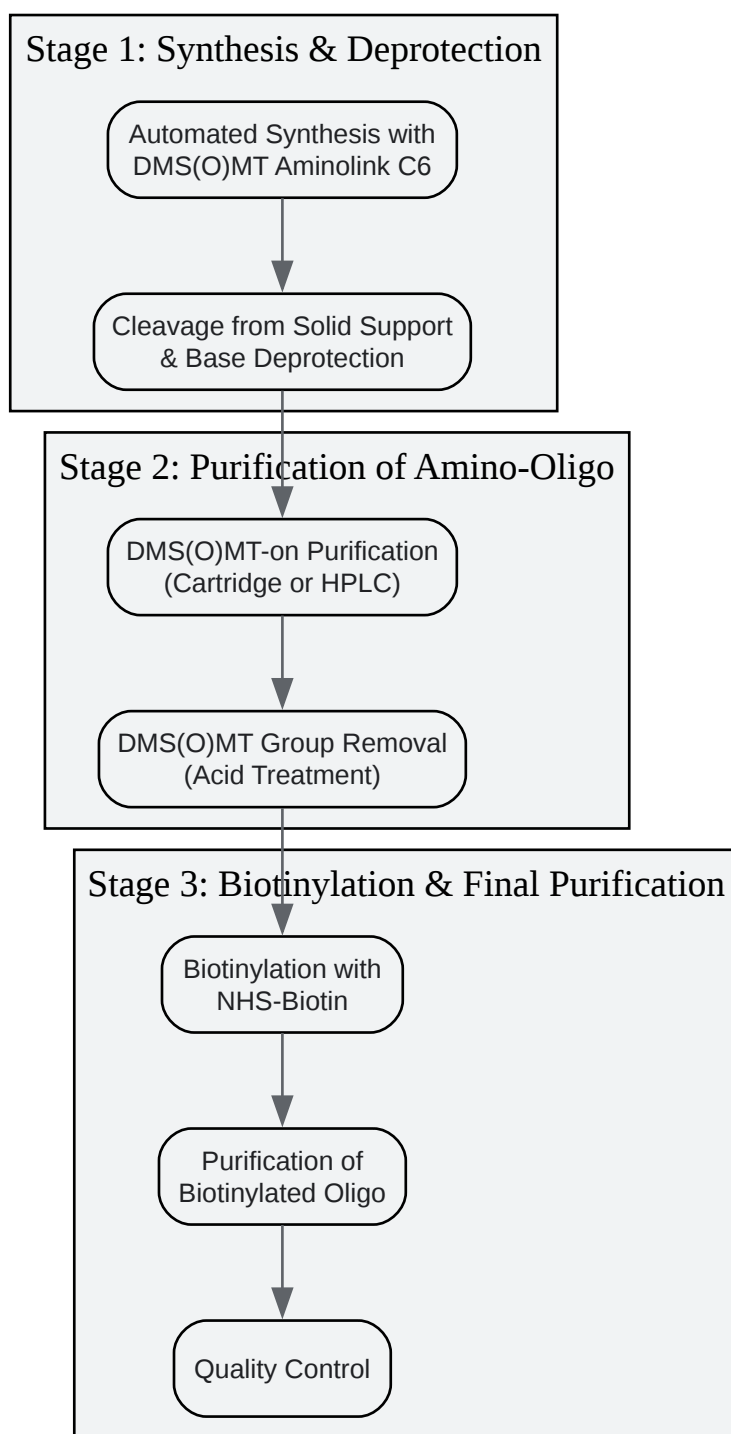 Stage 1: Synthesis & Deprotection
Automated Synthesis with
DMS(O)MT Aminolink C6
Cleavage from Solid Support
& Base Deprotection
Stage 2: Purification of Amino-Oligo
DMS(O)MT-on Purification
(Cartridge or HPLC)
DMS(O)MT Group Removal
(Acid Treatment)
Stage 3: Biotinylation & Final Purification
Biotinylation with
NHS-Biotin
Purification of
Biotinylated Oligo
Quality Control